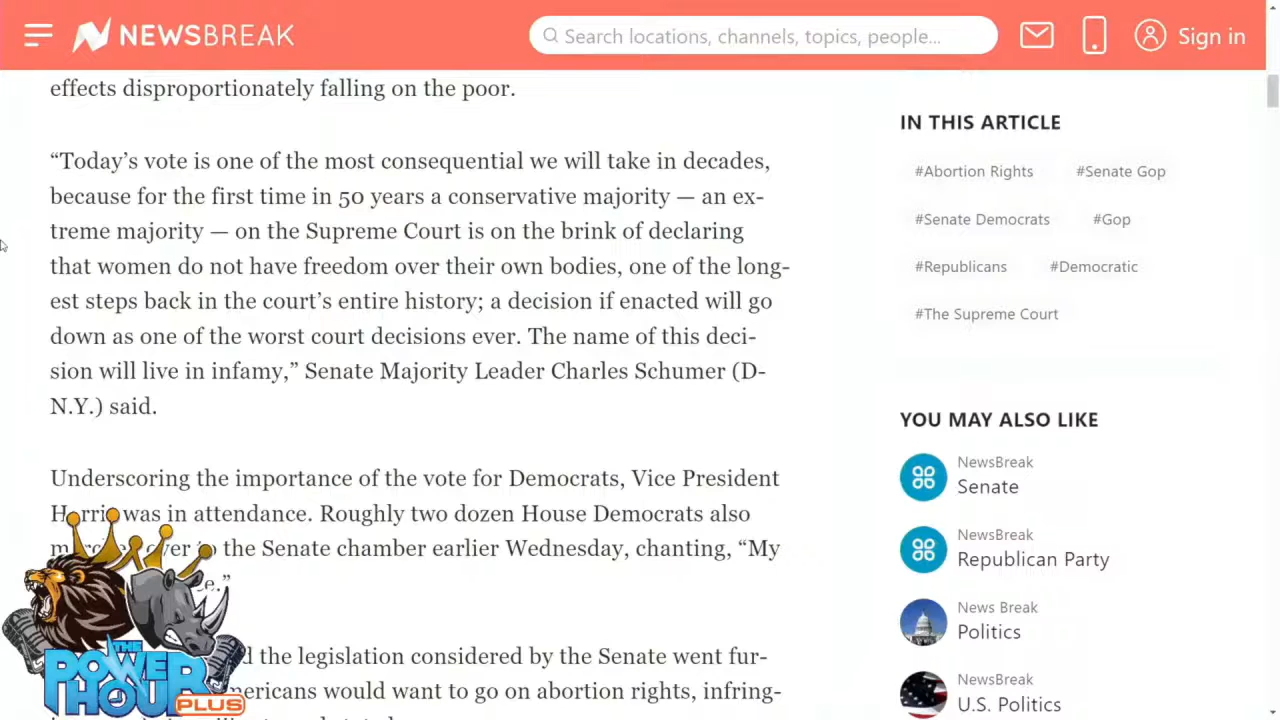 NEWSBREAK
Search locations, channels, topics, people...
Sign in
effects disproportionately falling on the poor.
“Today’s vote is one of the most consequential we will take in decades,
because for the first time in 50 years a conservative majority — an ex-
treme majority — on the Supreme Court is on the brink of declaring
that women do not have freedom over their own bodies, one of the long-
est steps back in the court’s entire history; a decision if enacted will go
down as one of the worst court decisions ever. The name of this deci-
sion will live in infamy,” Senate Majority Leader Charles Schumer (D-
N.Y.) said.
Underscoring the importance of the vote for Democrats, Vice President
Harris was in attendance. Roughly two dozen House Democrats also
over to the Senate chamber earlier Wednesday, chanting, “My
the legislation considered by the Senate went fur-
mericans would want to go on abortion rights, infring-
THE
POWER
HOUR
PLUS
IN THIS ARTICLE
#Abortion Rights
#Senate Gop
#Senate Democrats
#Gop
#Republicans
#Democratic
#The Supreme Court
YOU MAY ALSO LIKE
NewsBreak
Senate
NewsBreak
Republican Party
News Break
Politics
NewsBreak
U.S. Politics